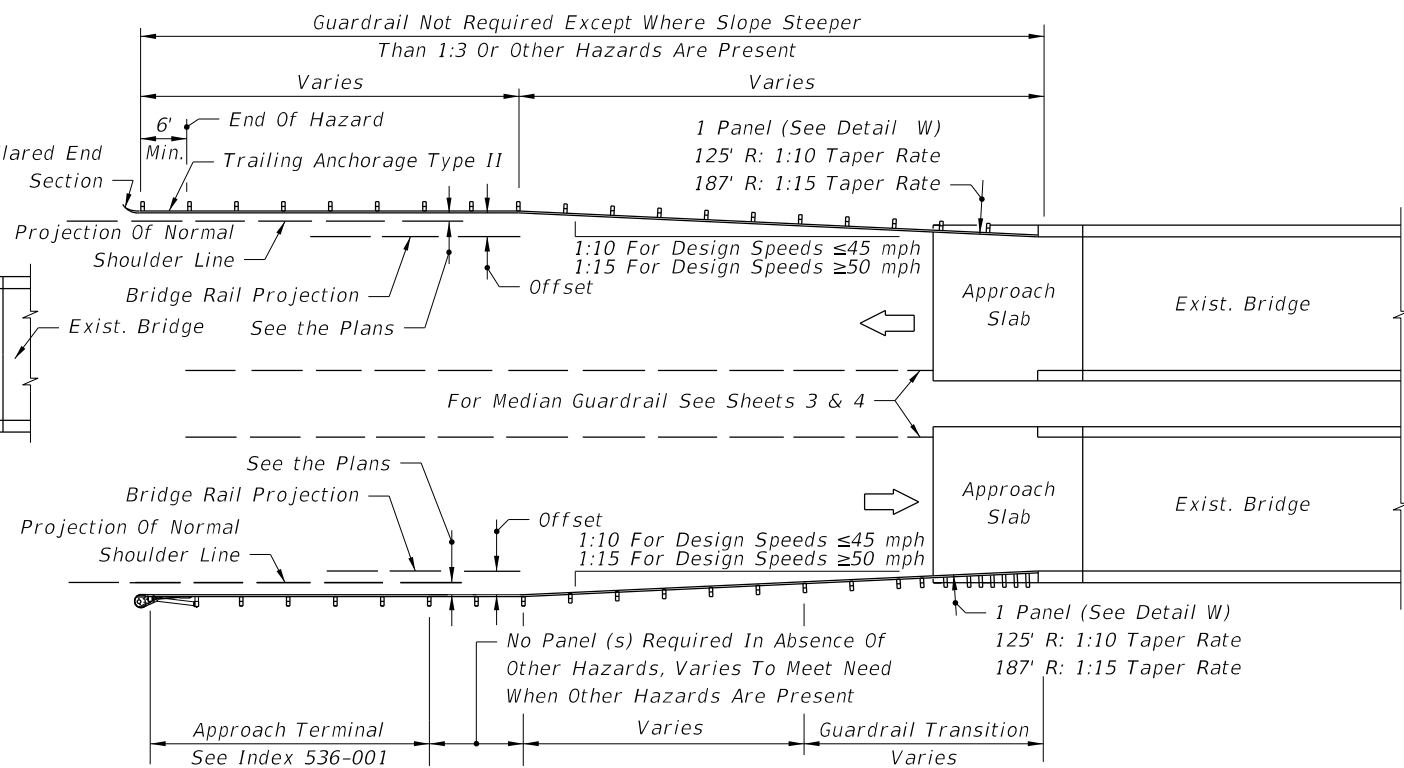 Guardrail Not Required Except Where Slope Steeper
Than 1:3 Or Other Hazards Are Present
Varies
Varies
6'
Min.
End Of Hazard
1 Panel (See Detail W)
125' R: 1:10 Taper Rate
187' R: 1:15 Taper Rate
End
Section
Trailing Anchorage Type II
Projection Of Normal
Shoulder Line
1:10 For Design Speeds ≤45 mph
1:15 For Design Speeds ≥50 mph
Bridge Rail Projection
Offset
Exist. Bridge
See the Plans
Approach
Slab
Exist. Bridge
For Median Guardrail See Sheets 3 & 4
See the Plans
Bridge Rail Projection
Offset
Projection Of Normal
Shoulder Line
1:10 For Design Speeds ≤45 mph
1:15 For Design Speeds ≥50 mph
Approach
Slab
Exist. Bridge
1 Panel (See Detail W)
125' R: 1:10 Taper Rate
187' R: 1:15 Taper Rate
No Panel (s) Required In Absence Of
Other Hazards, Varies To Meet Need
When Other Hazards Are Present
Approach Terminal
See Index 536-001
Varies
Guardrail Transition
Varies